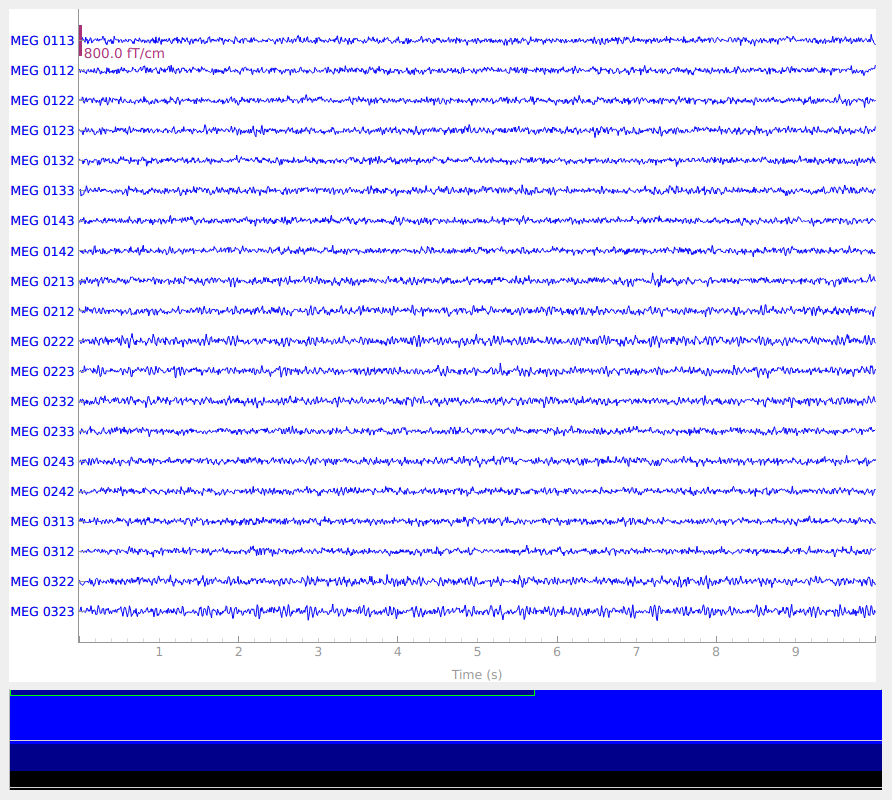 MEG 0113
800.0 fT/cm
MEG 0112
MEG 0122
MEG 0123
MEG 0132
MEG 0133
MEG 0143
MEG 0142
MEG 0213
MEG 0212
MEG 0222
MEG 0223
MEG 0232
MEG 0233
MEG 0243
MEG 0242
MEG 0313
MEG 0312
MEG 0322
MEG 0323
1 2 3 4 5 6 7 8 9
Time (s)